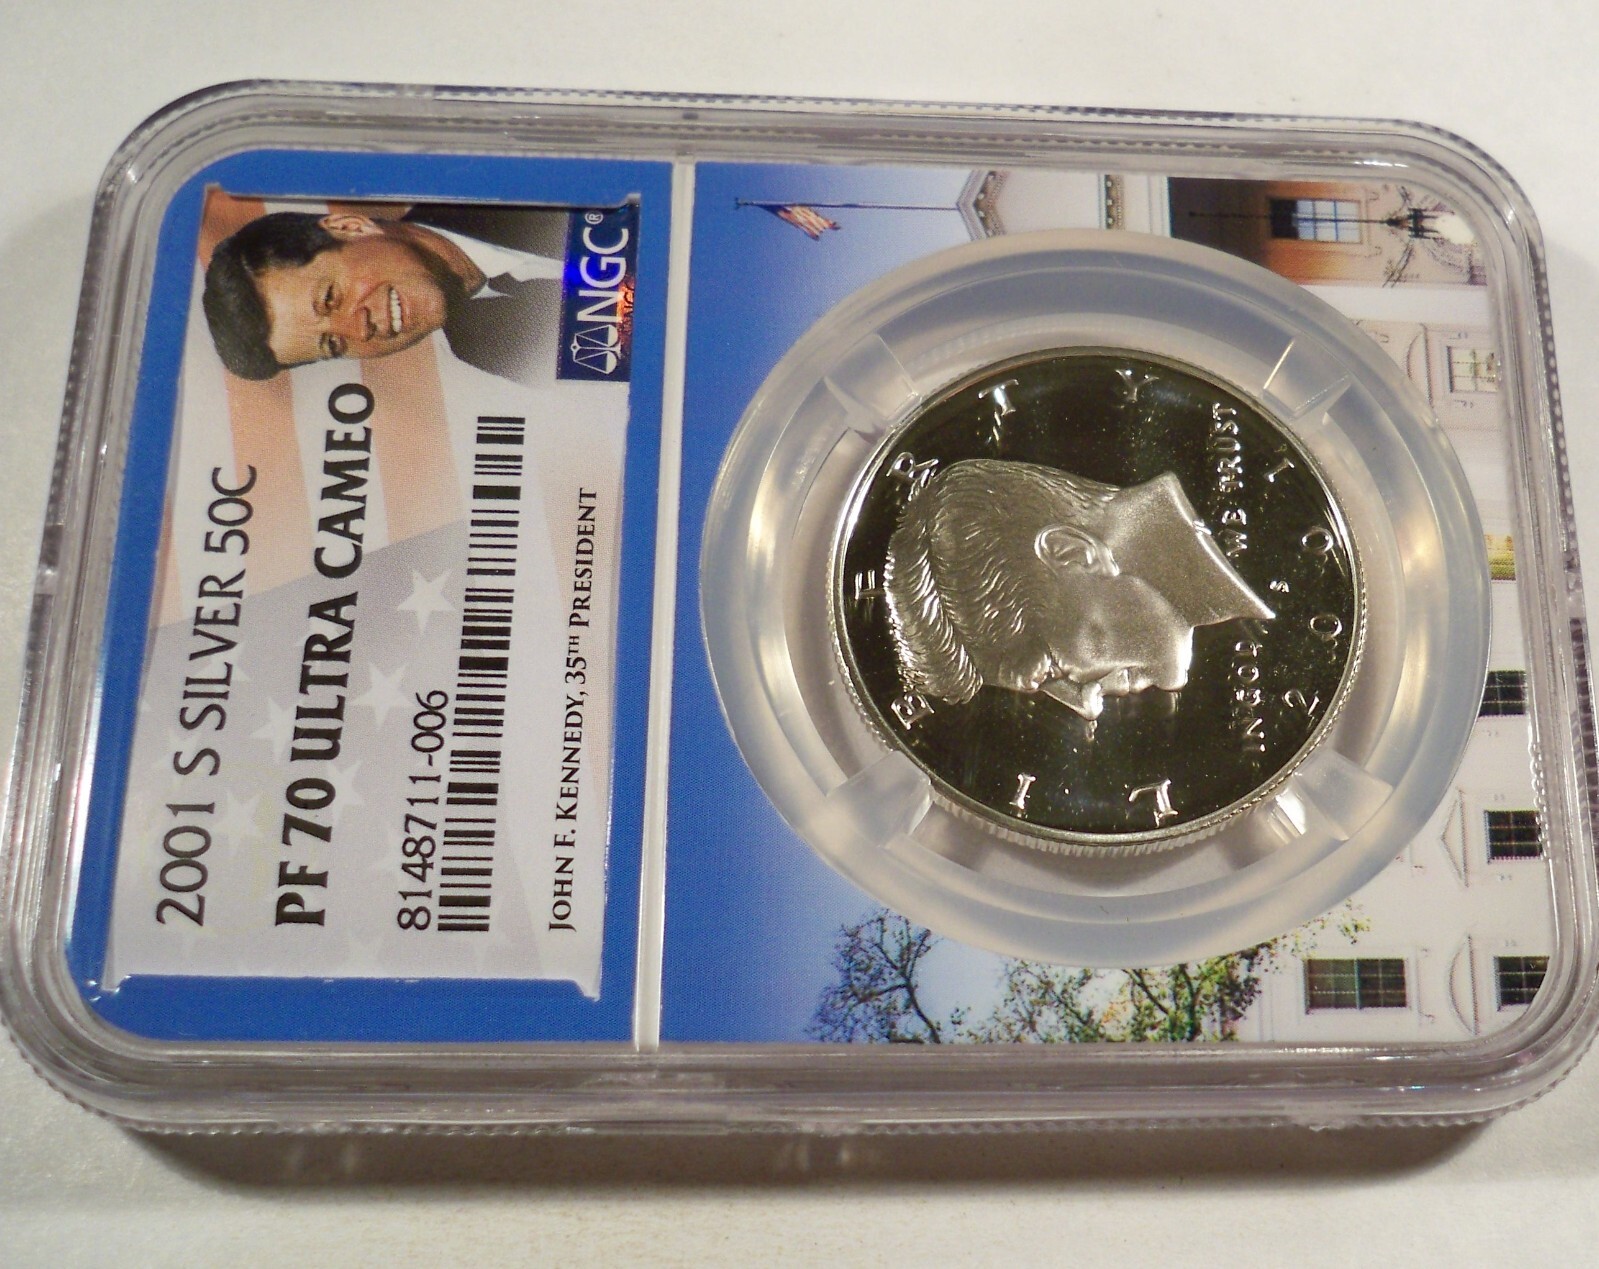 2001 S SILVER 50C
PF 70 ULTRA CAMEO
8148711-006
JOHN F. KENNEDY, 35TH PRESIDENT
NGC®
LIBERTY
IN GOD WE TRUST
S
2001